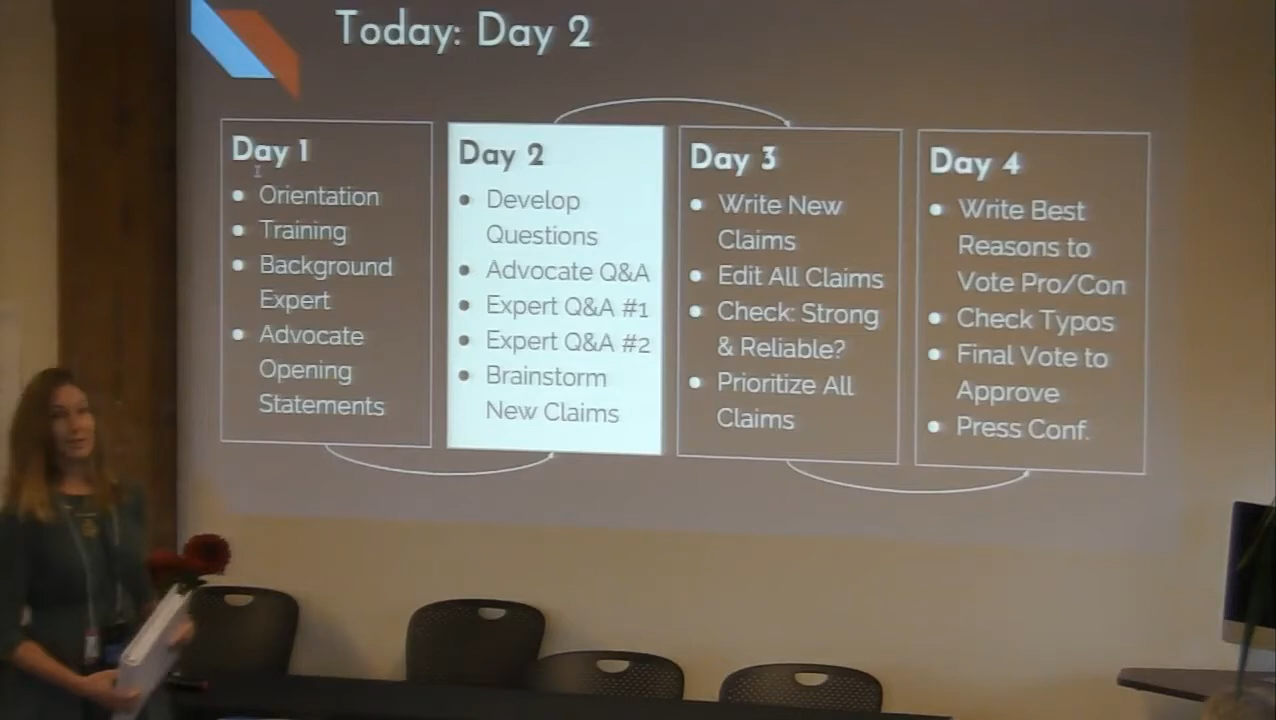 Today: Day 2
Day 1
Orientation
Training
Background
Expert
Advocate
Opening
Statements
Day 2
Develop
Questions
Advocate Q&A
Expert Q&A #1
Expert Q&A #2
Brainstorm
New Claims
Day 3
Write New
Claims
Edit All Claims
Check: Strong
& Reliable?
Prioritize All
Claims
Day 4
Write Best
Reasons to
Vote Pro/Con
Check Typos
Final Vote to
Approve
Press Conf.